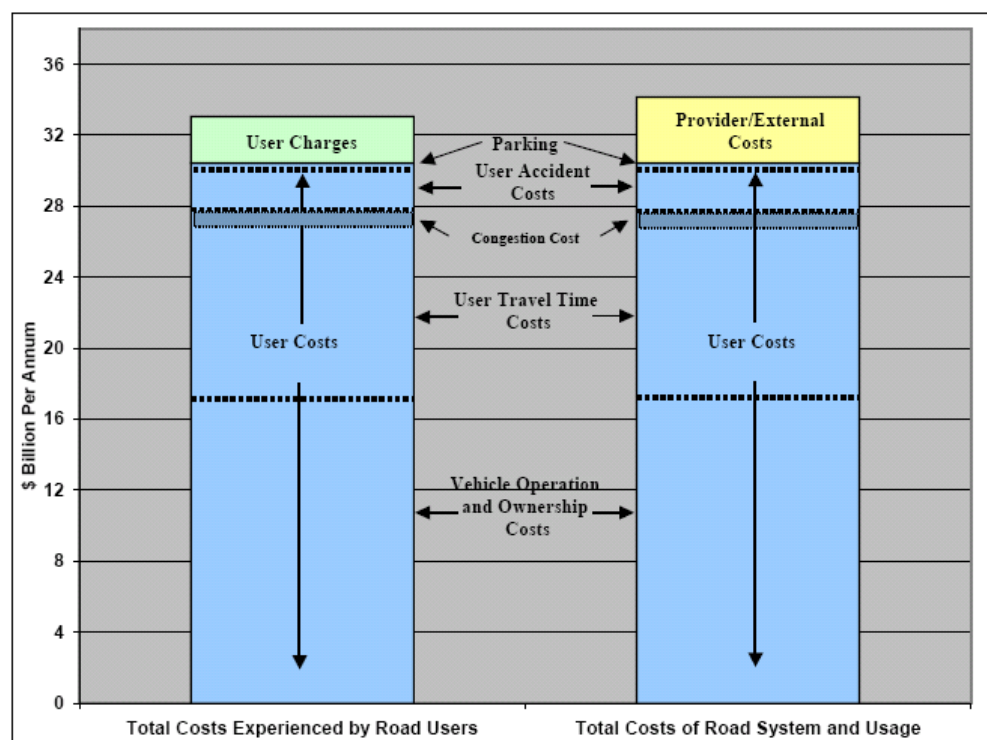 $ Billion Per Annum
36
32
28
24
20
16
12
8
4
0
User Charges
Provider/External
Costs
Parking
User Accident
Costs
Congestion Cost
User Travel Time
Costs
User Costs
User Costs
Vehicle Operation
and Ownership
Costs
Total Costs Experienced by Road Users
Total Costs of Road System and Usage